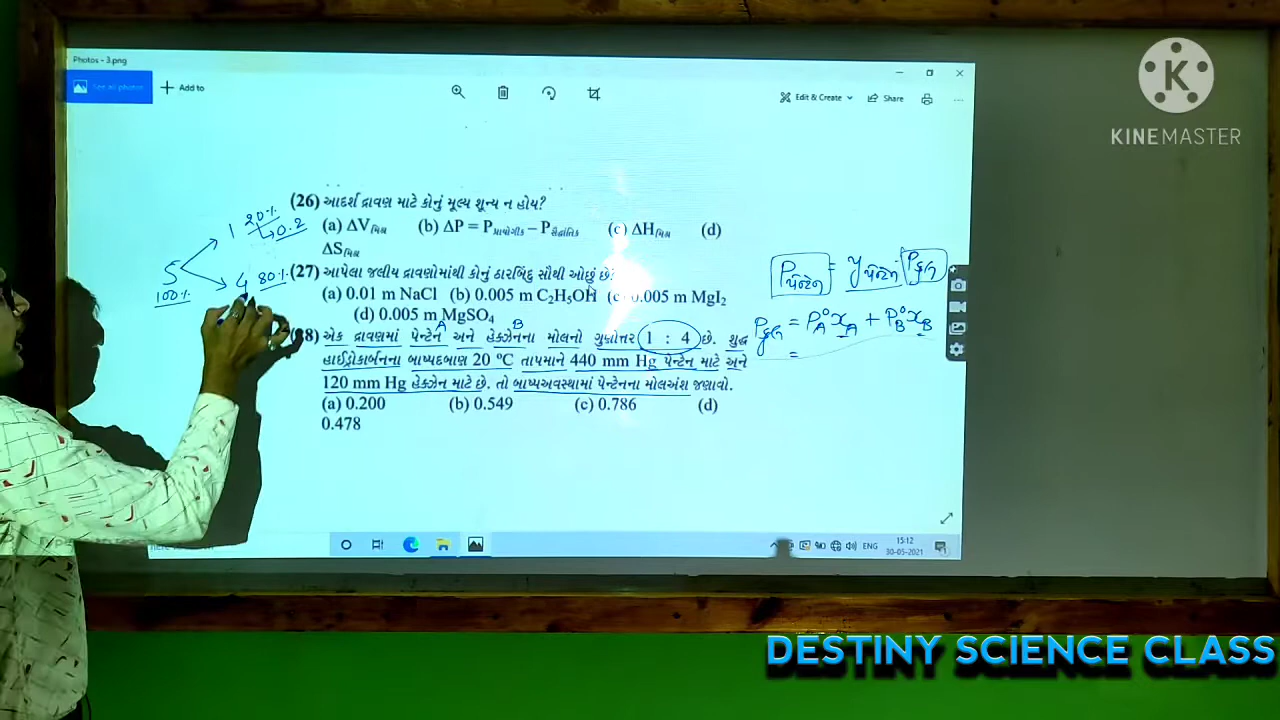 Photos - 3.png
See all photos + Add to
Edit & Create Share ...
K
KINEMASTER
(26) આદર્શ દ્રાવણ માટે કોનું મૂલ્ય શૂન્ય ન હોય?
(a) ΔVમિશ્ર (b) ΔP = Pપ્રાયોગીક – Pસૈદ્ધાંતિક (c) ΔHમિશ્ર (d)
ΔSમિશ્ર
(27) આપેલા જલીય દ્રાવણોમાંથી કોનું ઠારબિંદુ સૌથી ઓછું છે?
(a) 0.01 m NaCl (b) 0.005 m C₂H₅OH 0.005 m MgI₂
(d) 0.005 m MgSO₄
એક દ્રાવણમાં પેન્ટેન અને હેક્ઝેનના મોલનો ગુણોત્તર 1 : 4 છે. શુદ્ધ
હાઈડ્રોકાર્બનના બાષ્પદબાણ 20 °C તાપમાને 440 mm Hg પેન્ટેન માટે અને
120 mm Hg હેક્ઝેન માટે છે. તો બાષ્પઅવસ્થામાં પેન્ટેનના મોલઅંશ જણાવો.
(a) 0.200 (b) 0.549 (c) 0.786 (d)
0.478
A B
5 100%
1 20% 0.2
4 80%
Pપેન્ટેન = yપેન્ટેન · Pકુલ
Pકુલ = P°A xA + P°B xB
=
ENG 15:12
30-05-2021
DESTINY SCIENCE CLASS